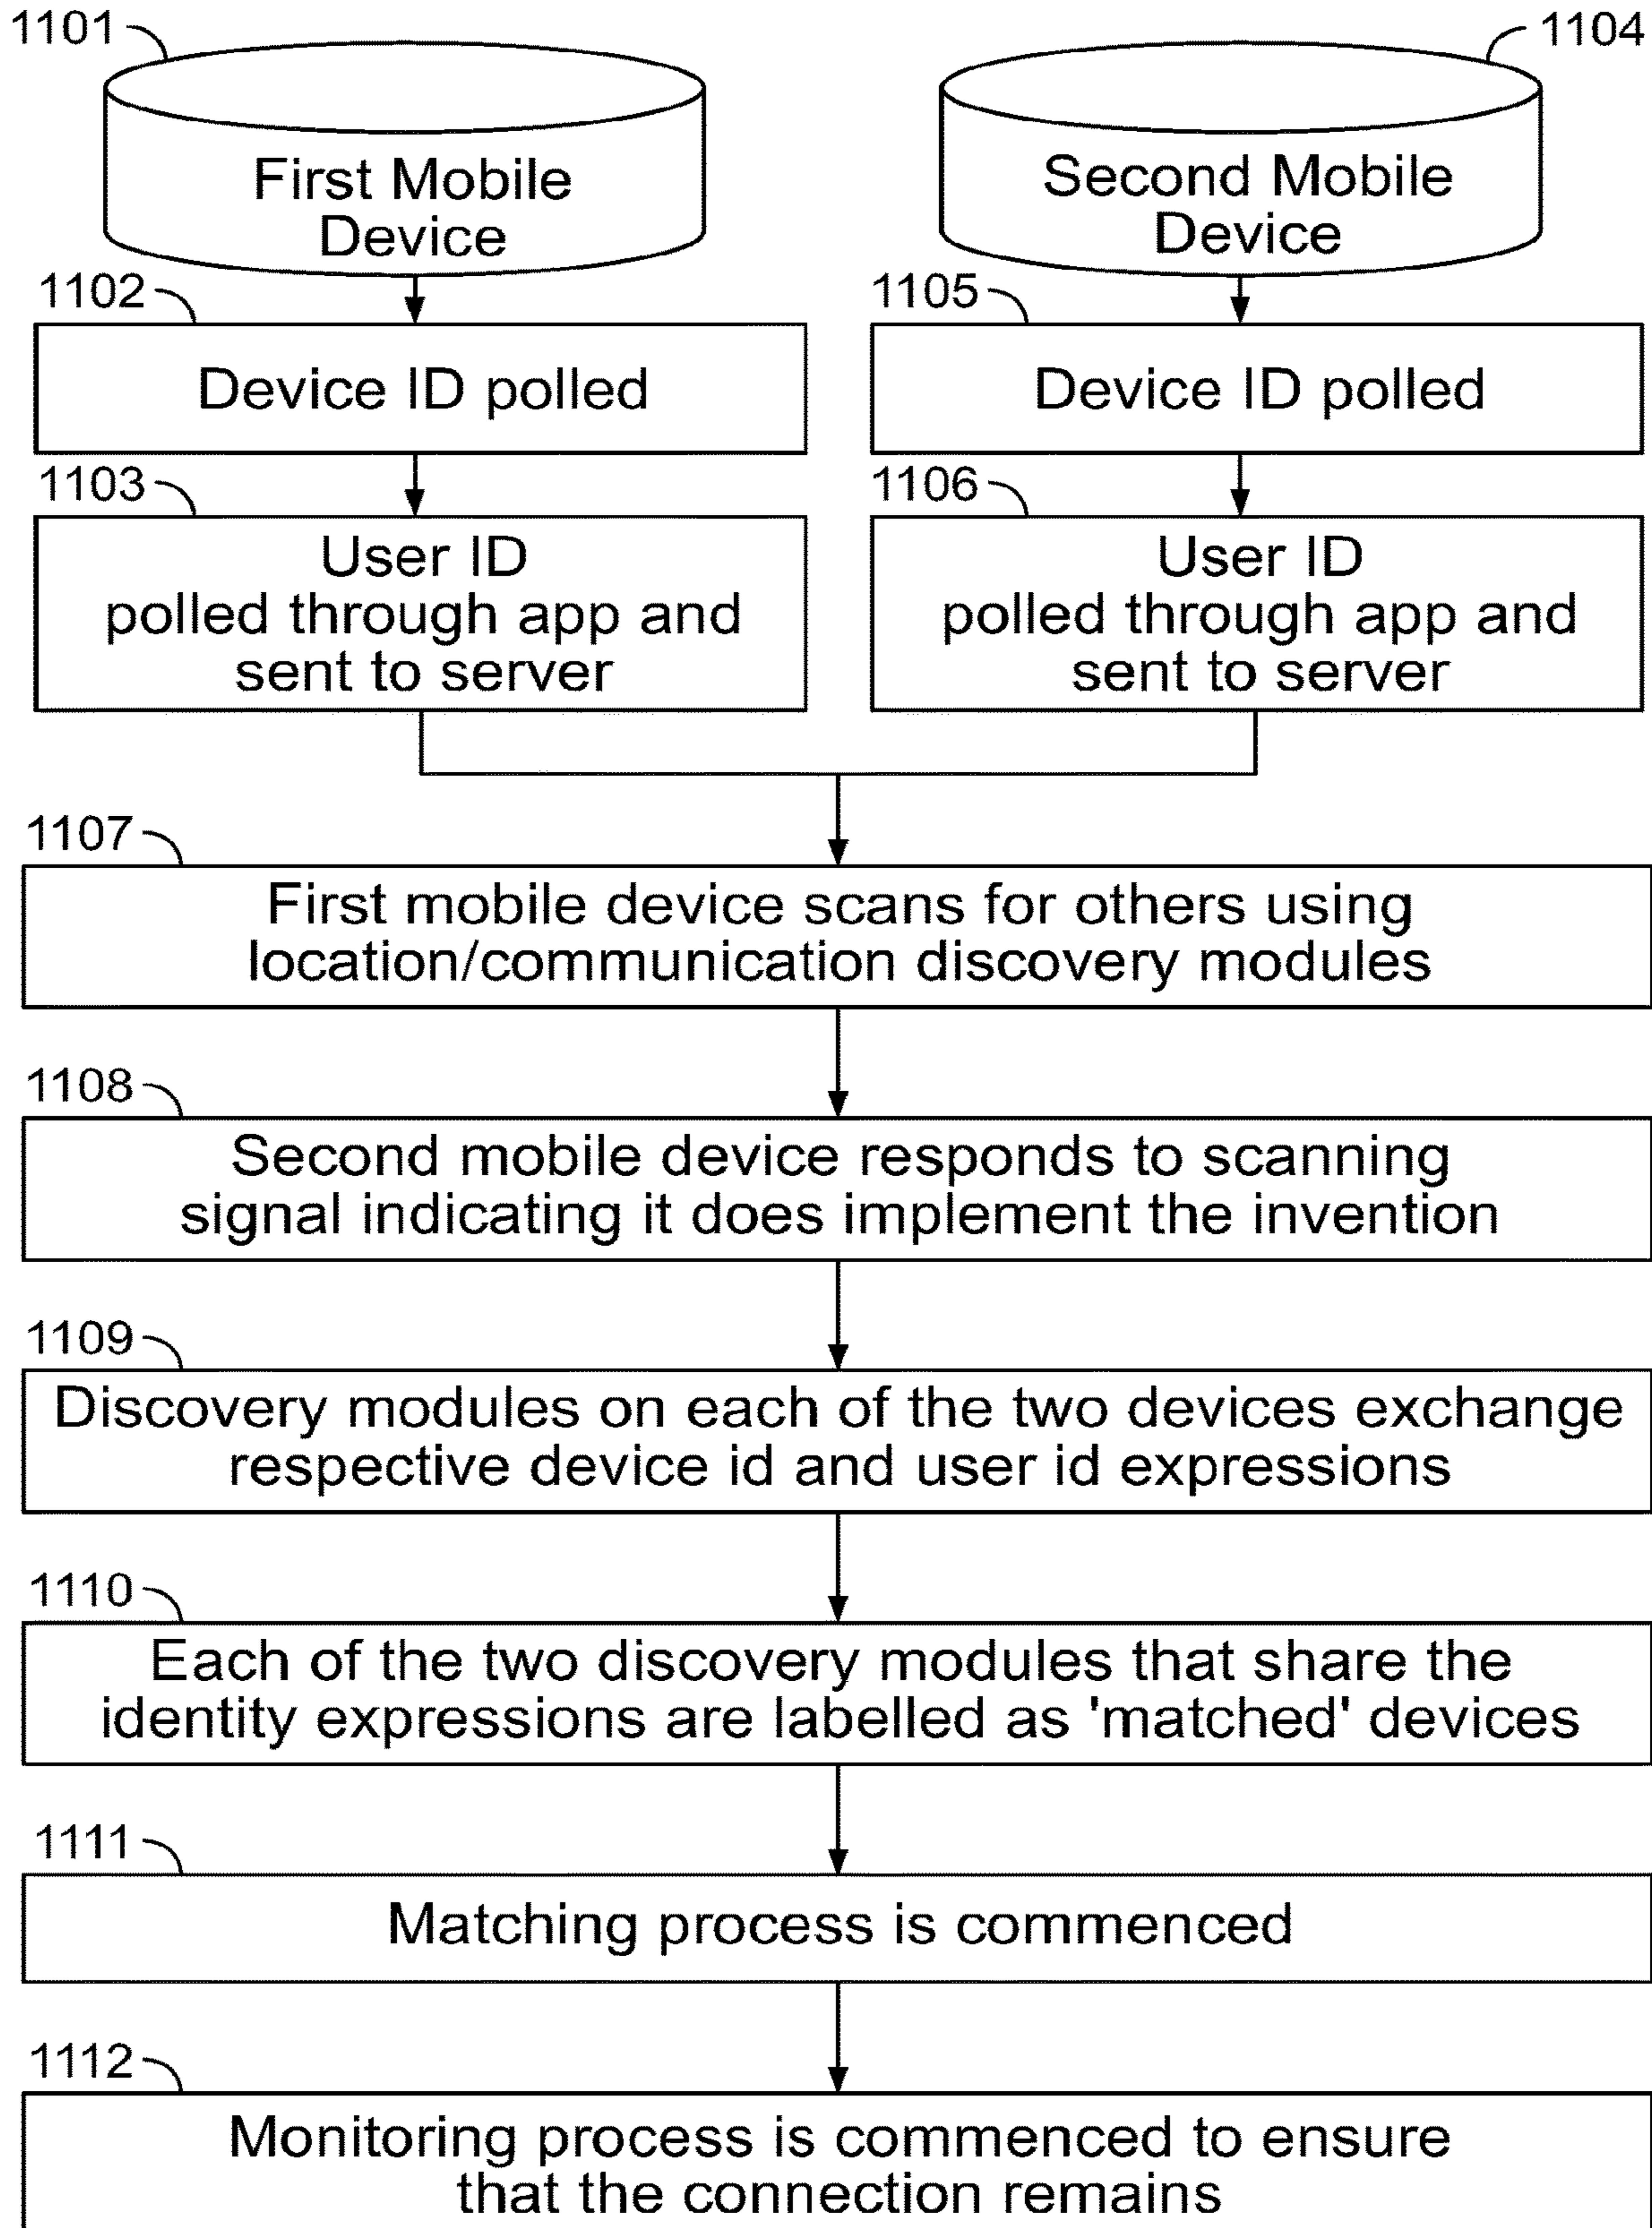 1101
First Mobile
Device
1104
Second Mobile
Device
1102
Device ID polled
1105
Device ID polled
1103
User ID
polled through app and
sent to server
1106
User ID
polled through app and
sent to server
1107
First mobile device scans for others using
location/communication discovery modules
1108
Second mobile device responds to scanning
signal indicating it does implement the invention
1109
Discovery modules on each of the two devices exchange
respective device id and user id expressions
1110
Each of the two discovery modules that share the
identity expressions are labelled as 'matched' devices
1111
Matching process is commenced
1112
Monitoring process is commenced to ensure
that the connection remains